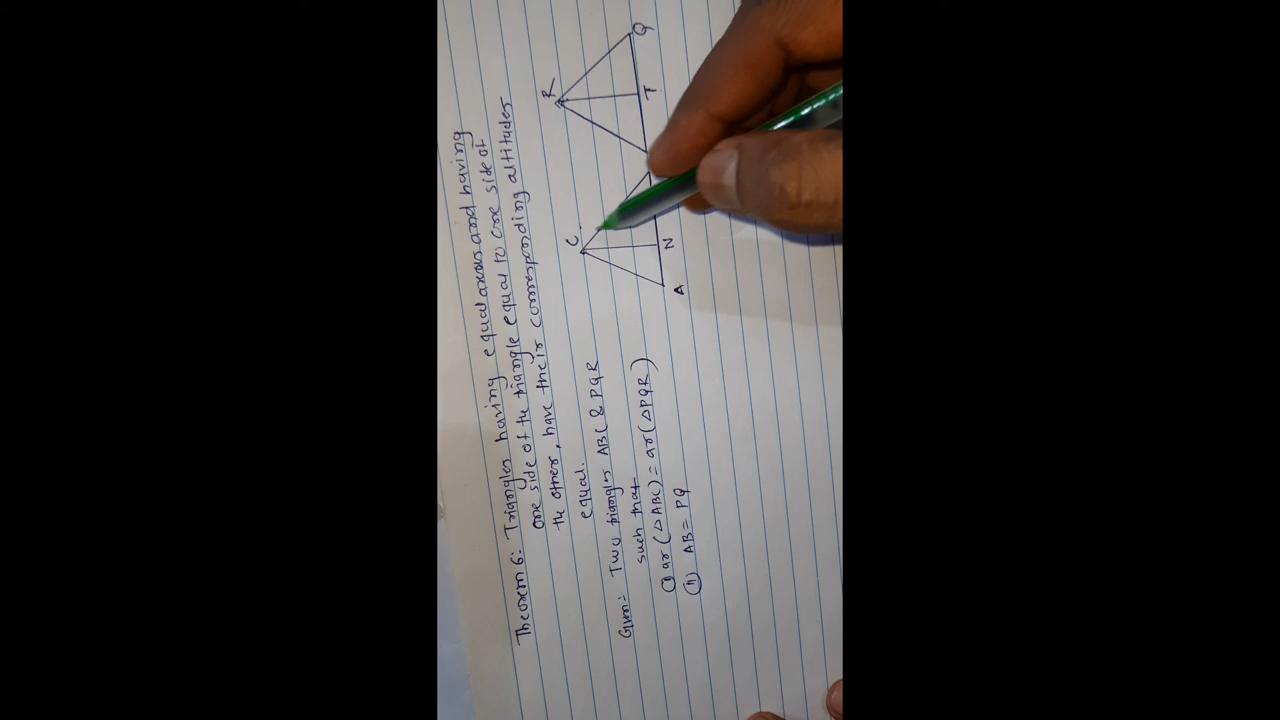 Theorem 6: Triangles having equal areas and having
one side of the triangle equal to one side of
the other, have their corresponding altitudes
equal.
Given: Two triangles ABC & PQR
such that
(i) ar(△ABC) = ar(△PQR)
(ii) AB = PQ
C
A
N
R
T
Q